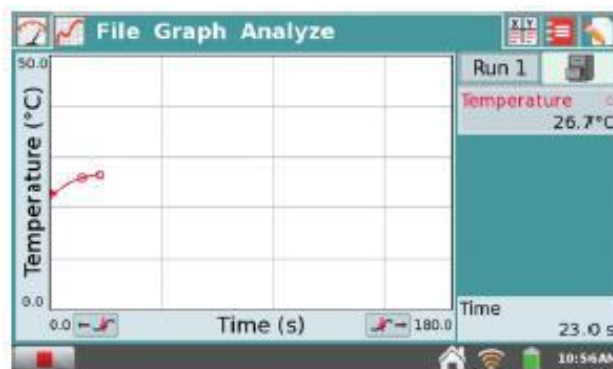 File Graph Analyze
X Y
50.0
Temperature (°C)
0.0
0.0
Time (s)
180.0
Run 1
Temperature
26.7°C
Time
23.0 s
10:56AM